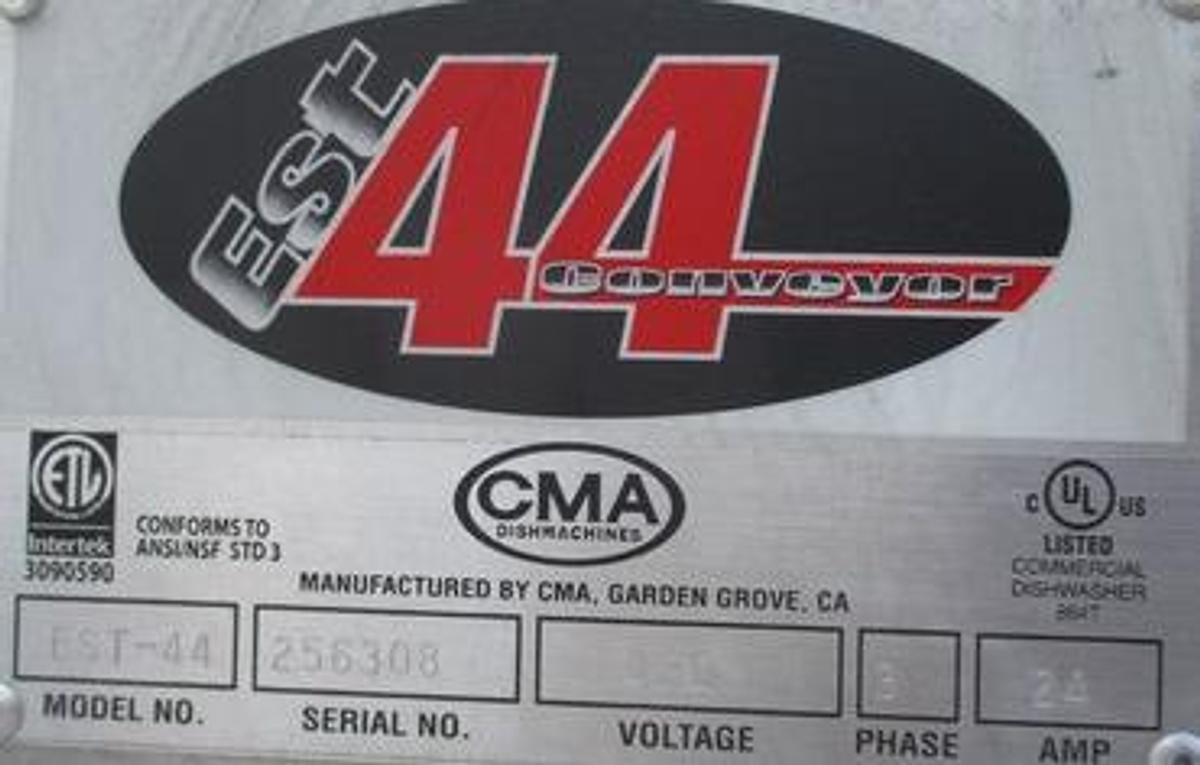 Est
44
Conveyor
ETL
Intertek
3090590
CONFORMS TO
ANSI/NSF STD 3
CMA
DISHMACHINES
MANUFACTURED BY CMA, GARDEN GROVE, CA
C UL US
LISTED
COMMERCIAL
DISHWASHER
EST-44
256308
MODEL NO.
SERIAL NO.
VOLTAGE
PHASE
AMP